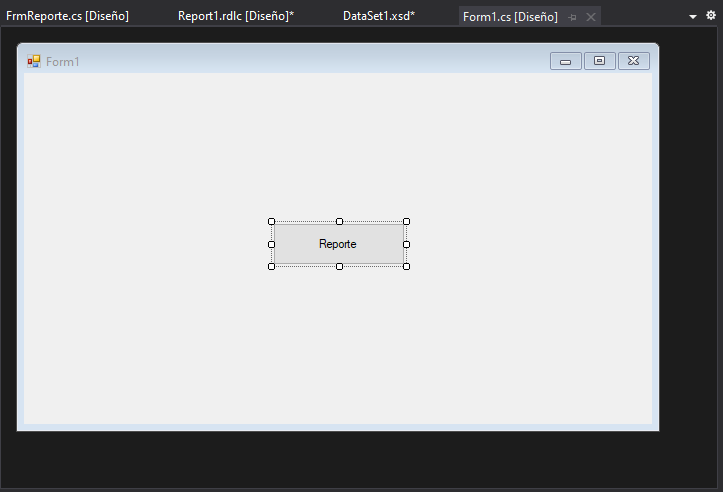 FrmReporte.cs [Diseño] Report1.rdlc [Diseño]* DataSet1.xsd* Form1.cs [Diseño]
Form1
Reporte